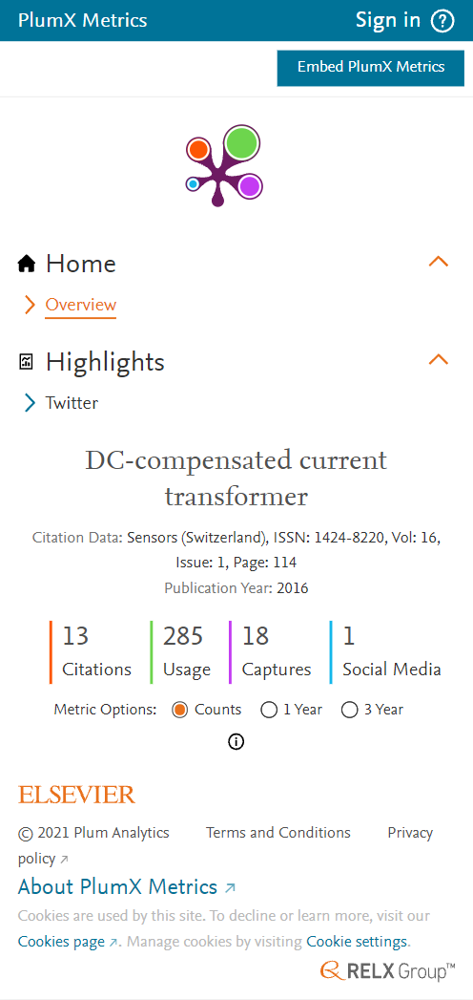 PlumX Metrics Sign in ?
Embed PlumX Metrics
Home
Overview
Highlights
Twitter
DC-compensated current
transformer
Citation Data: Sensors (Switzerland), ISSN: 1424-8220, Vol: 16,
Issue: 1, Page: 114
Publication Year: 2016
13 285 18 1
Citations Usage Captures Social Media
Metric Options: Counts 1 Year 3 Year
i
ELSEVIER
© 2021 Plum Analytics Terms and Conditions Privacy
policy ↗
About PlumX Metrics ↗
Cookies are used by this site. To decline or learn more, visit our
Cookies page ↗. Manage cookies by visiting Cookie settings.
RELX Group™